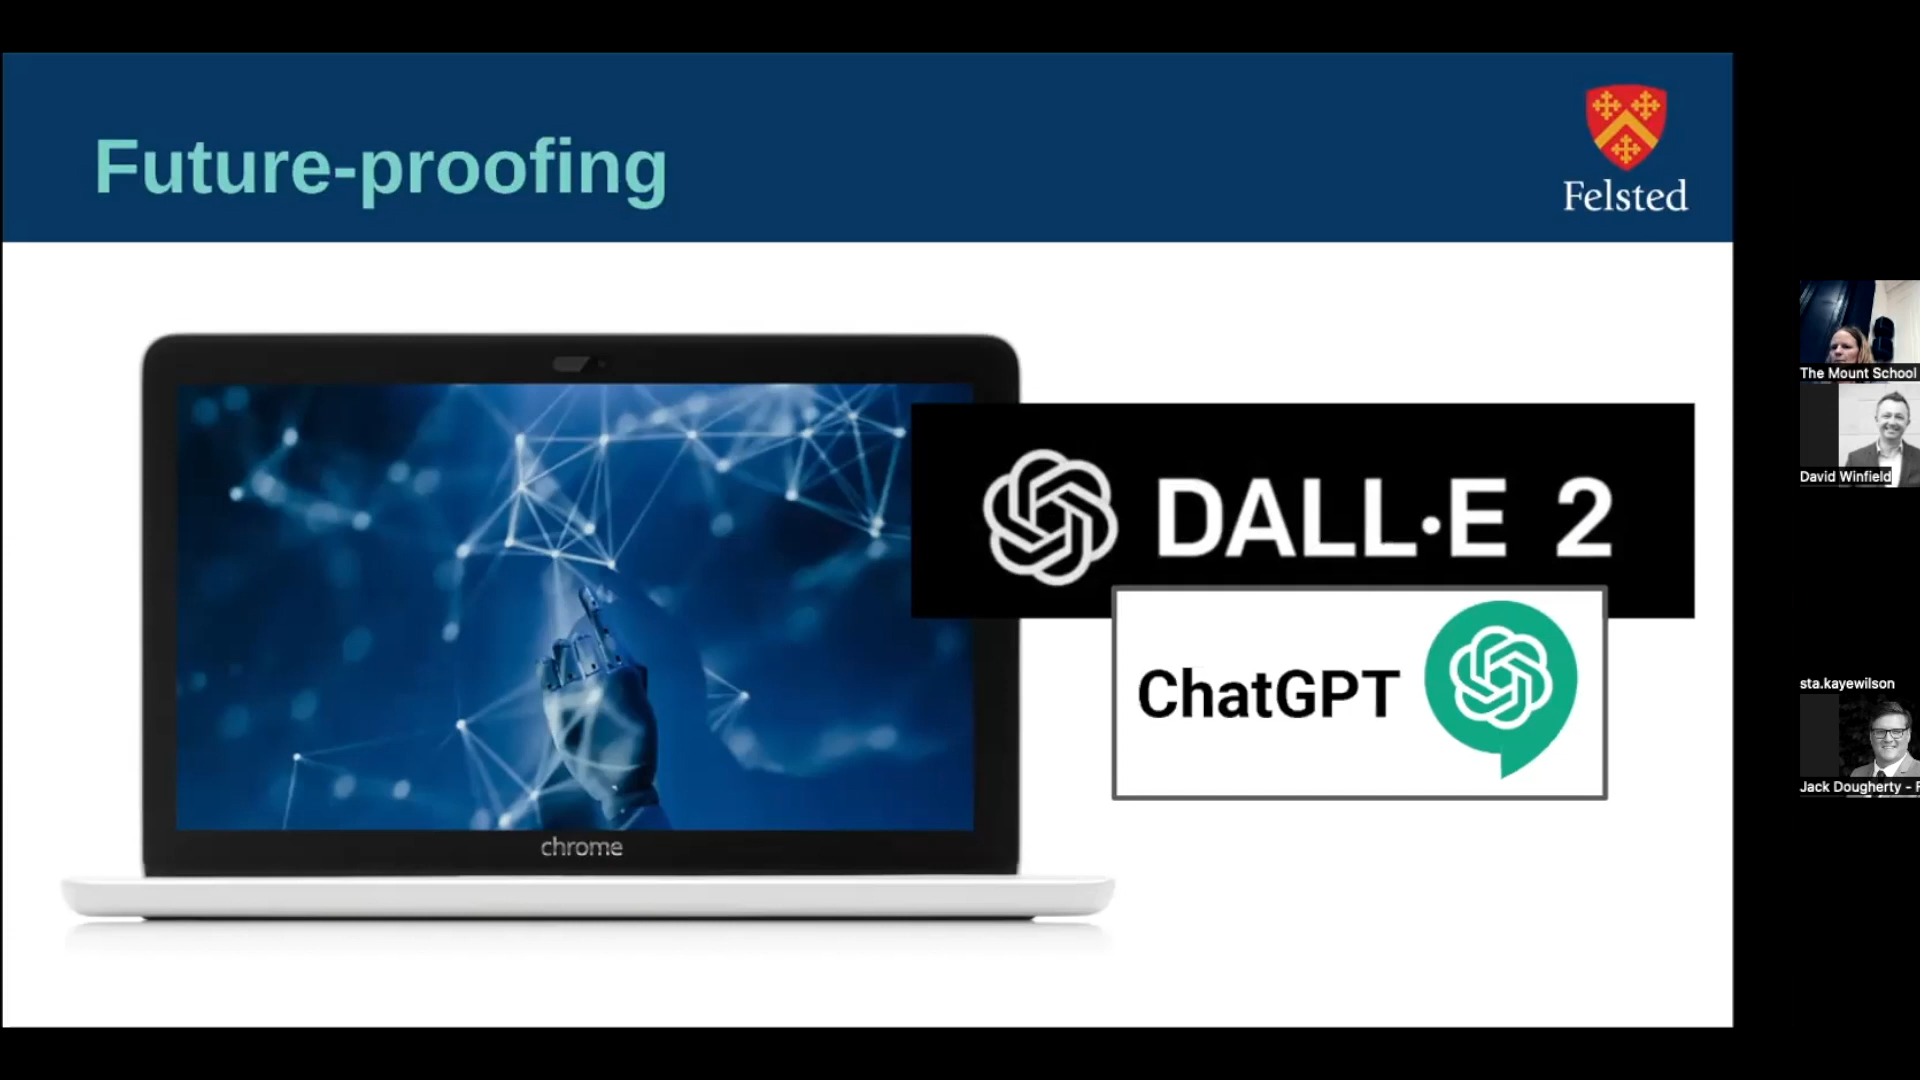 Future-proofing
Felsted
DALL·E 2
ChatGPT
chrome
The Mount School
David Winfield
sta.kayewilson
Jack Dougherty -